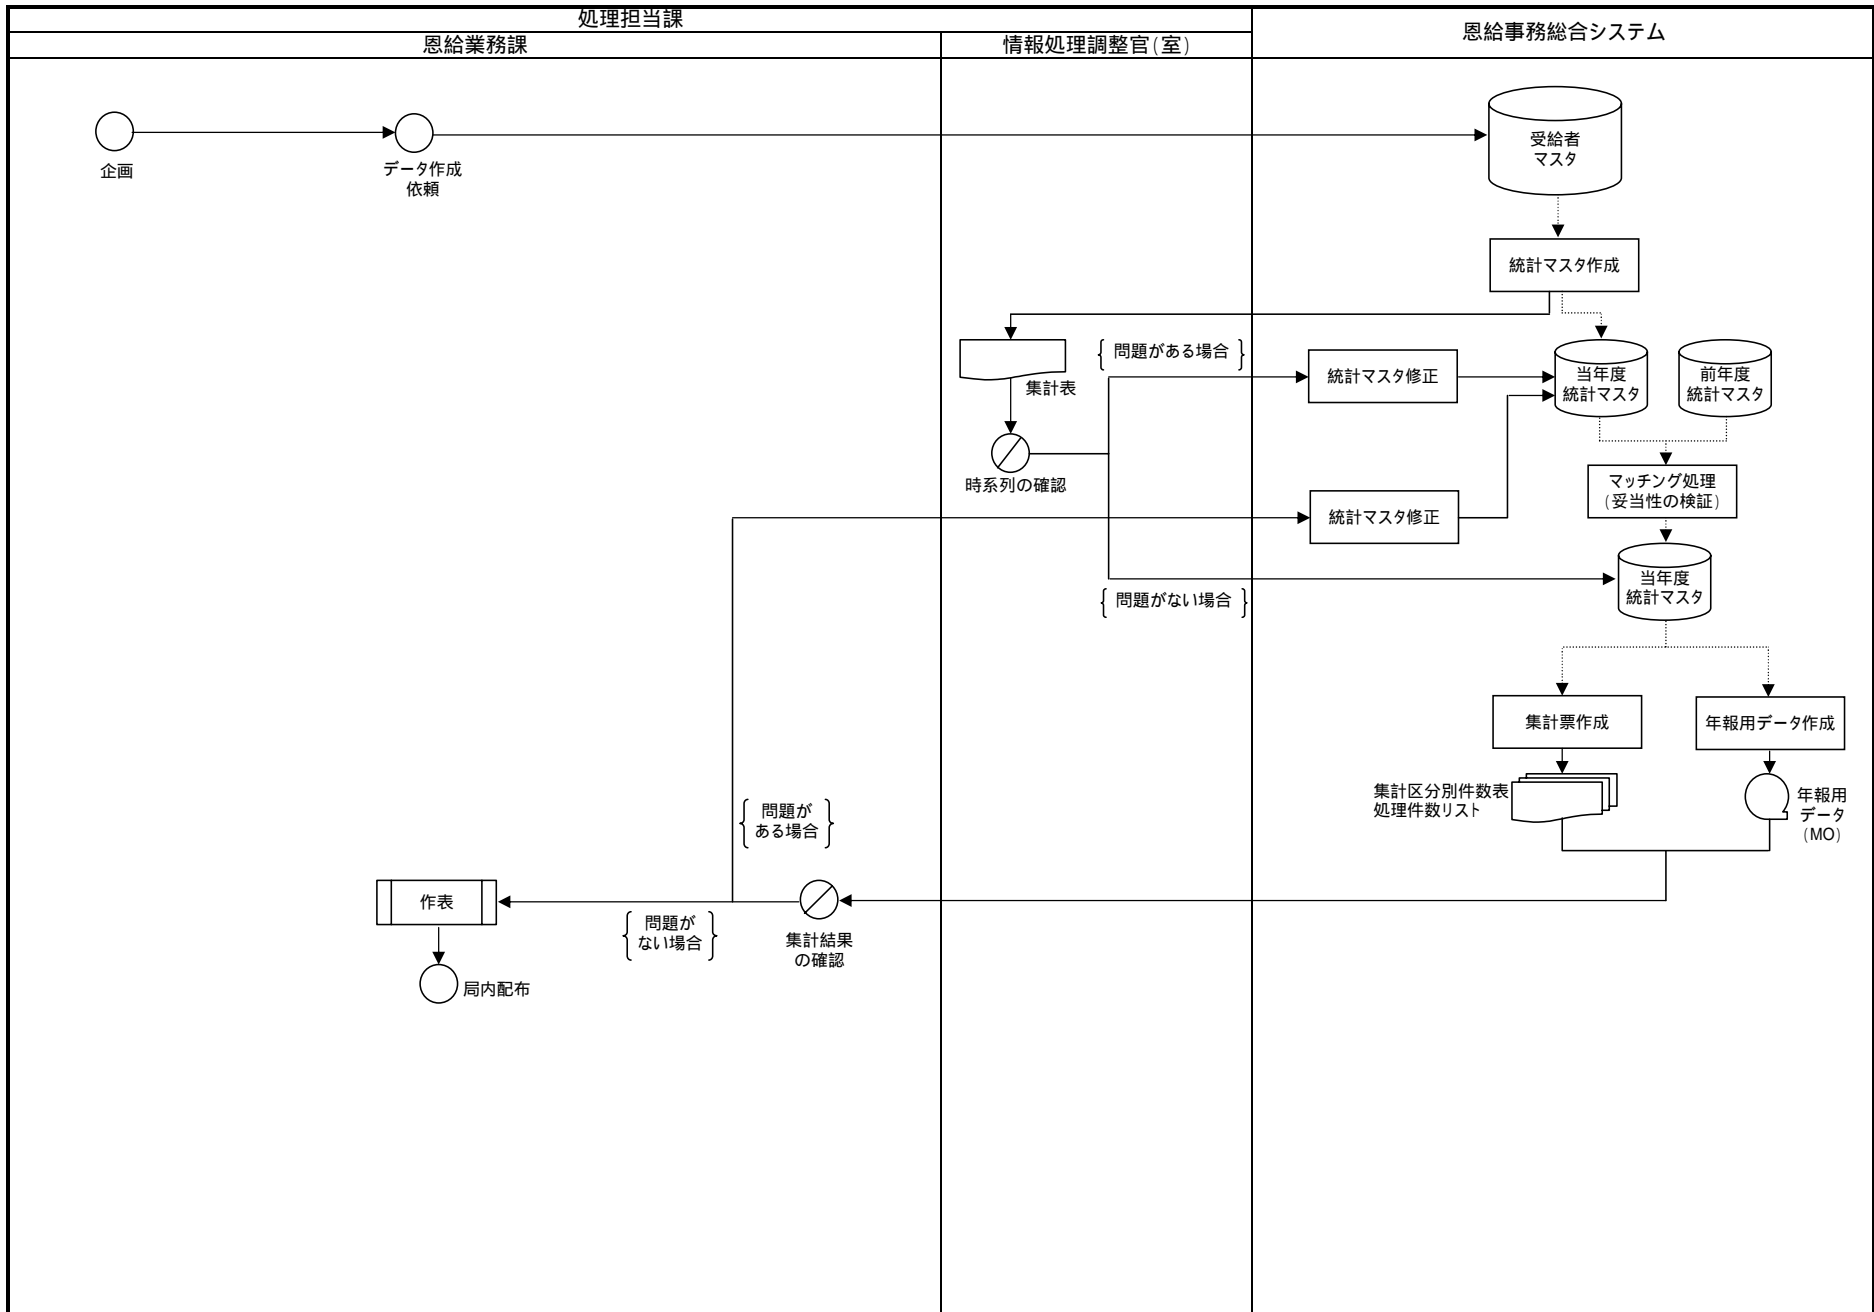 処理担当課
恩給事務総合システム
恩給業務課
情報処理調整官(室)
企画
データ作成
依頼
受給者
マスタ
統計マスタ作成
集計表
{ 問題がある場合 }
統計マスタ修正
当年度
統計マスタ
前年度
統計マスタ
時系列の確認
マッチング処理
(妥当性の検証)
統計マスタ修正
{ 問題がない場合 }
当年度
統計マスタ
集計票作成
年報用データ作成
集計区分別件数表
処理件数リスト
年報用
データ
(MO)
問題が
ある場合
作表
問題が
ない場合
集計結果
の確認
局内配布